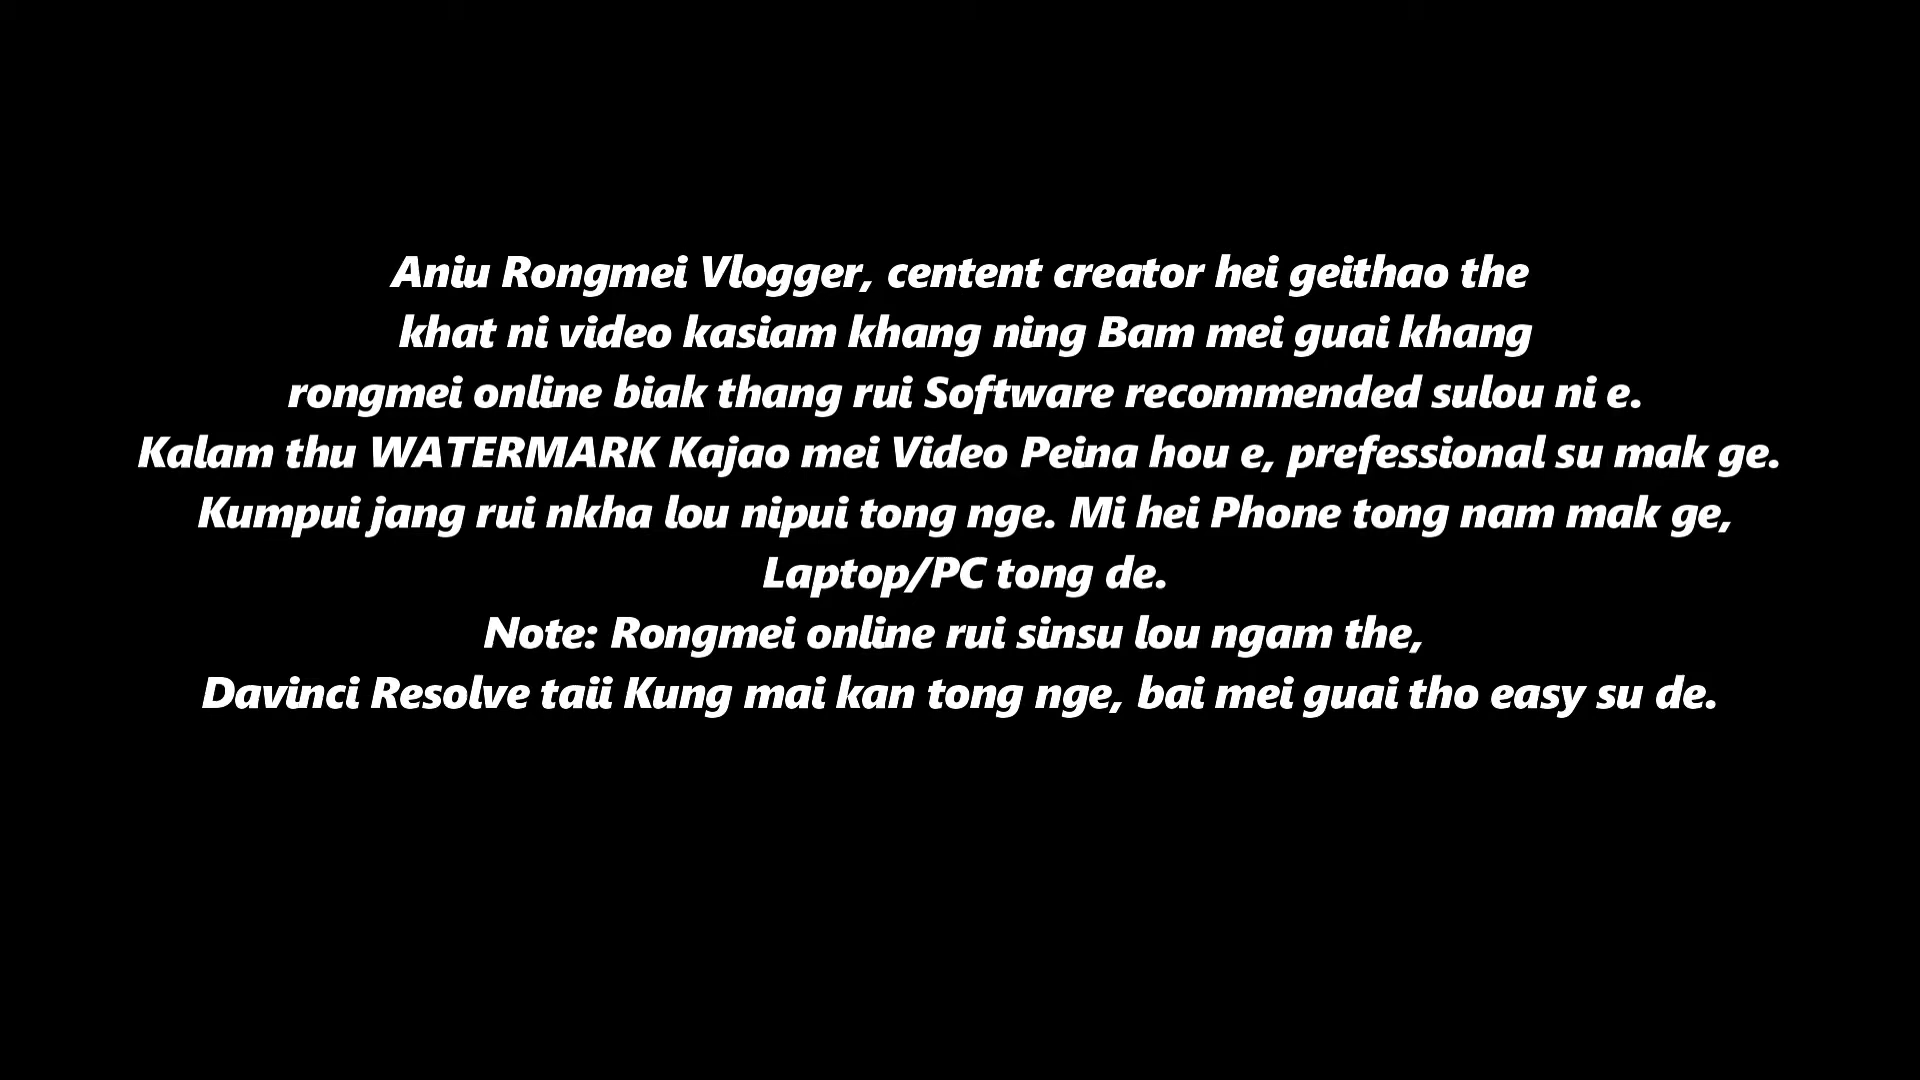 Aniu Rongmei Vlogger, centent creator hei geithao the
khat ni video kasiam khang ning Bam mei guai khang
rongmei online biak thang rui Software recommended sulou ni e.
Kalam thu WATERMARK Kajao mei Video Peina hou e, prefessional su mak ge.
Kumpui jang rui nkha lou nipui tong nge. Mi hei Phone tong nam mak ge,
Laptop/PC tong de.
Note: Rongmei online rui sinsu lou ngam the,
Davinci Resolve taii Kung mai kan tong nge, bai mei guai tho easy su de.